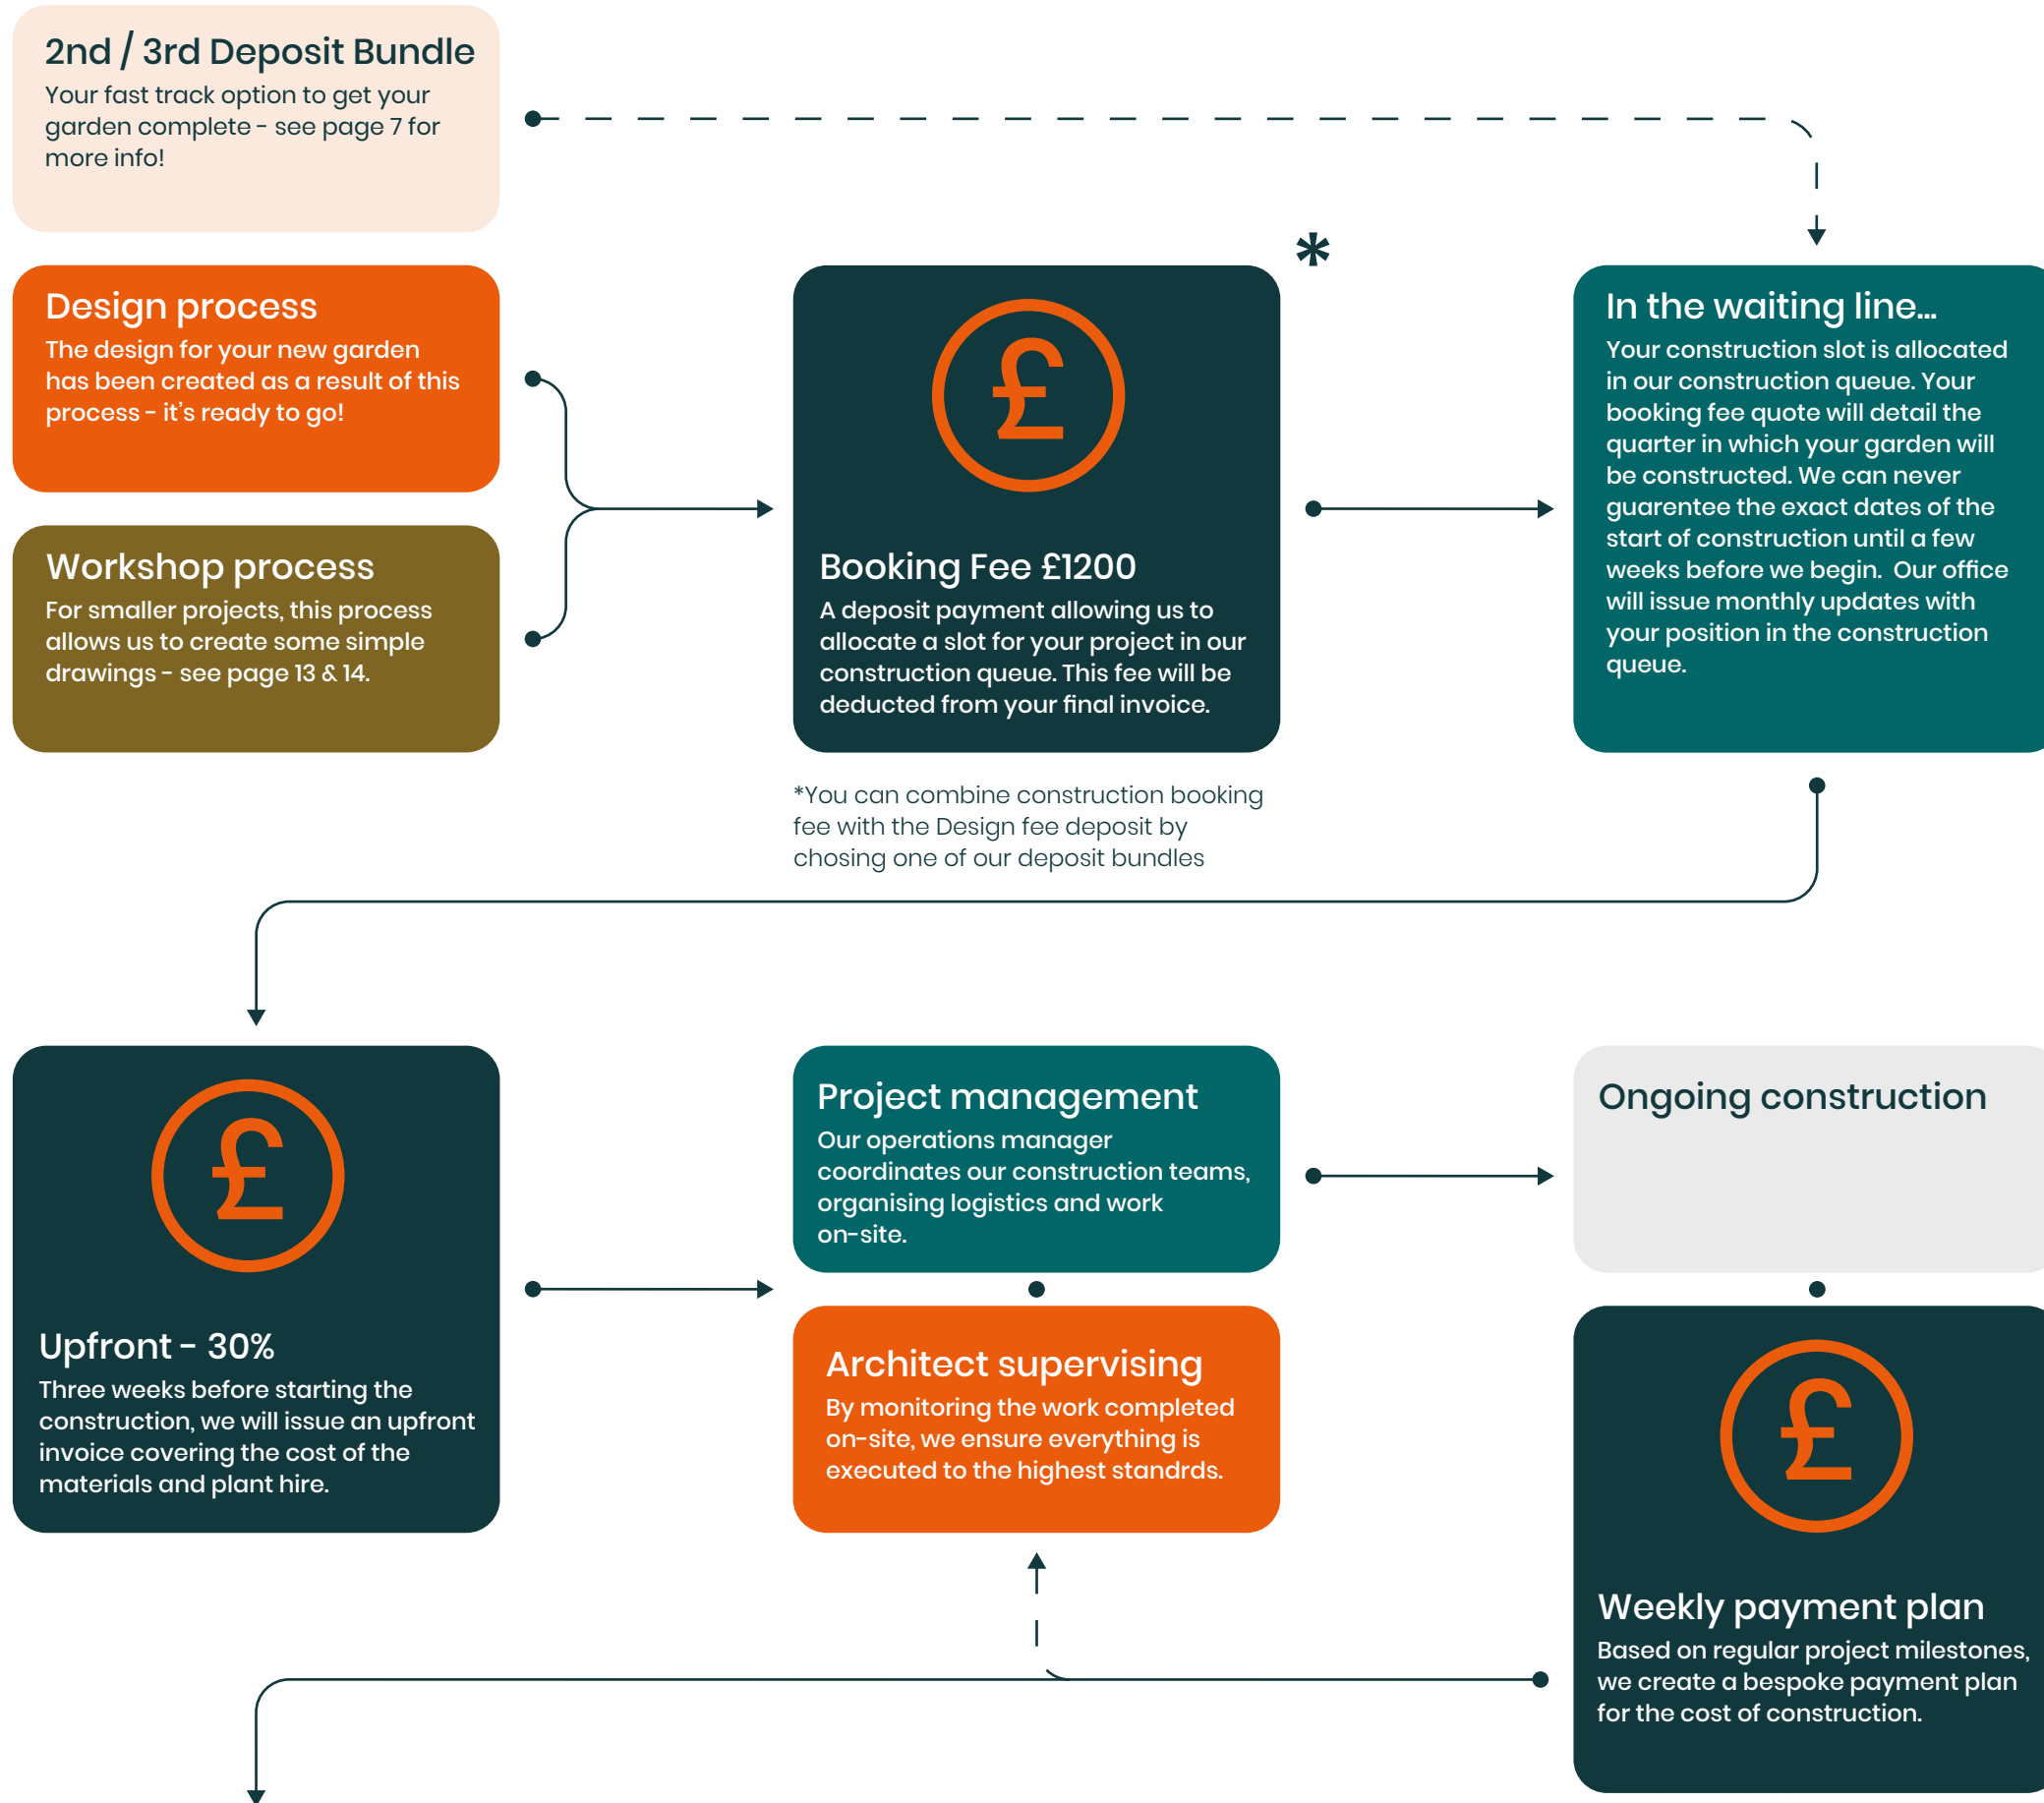 2nd / 3rd Deposit Bundle
Your fast track option to get your
garden complete - see page 7 for
more info!
Design process
The design for your new garden
has been created as a result of this
process - it's ready to go!
Workshop process
For smaller projects, this process
allows us to create some simple
drawings - see page 13 & 14.
*
£
Booking Fee £1200
A deposit payment allowing us to
allocate a slot for your project in our
construction queue. This fee will be
deducted from your final invoice.
*You can combine construction booking
fee with the Design fee deposit by
chosing one of our deposit bundles
In the waiting line...
Your construction slot is allocated
in our construction queue. Your
booking fee quote will detail the
quarter in which your garden will
be constructed. We can never
guarentee the exact dates of the
start of construction until a few
weeks before we begin.  Our office
will issue monthly updates with
your position in the construction
queue.
£
Upfront - 30%
Three weeks before starting the
construction, we will issue an upfront
invoice covering the cost of the
materials and plant hire.
Project management
Our operations manager
coordinates our construction teams,
organising logistics and work
on-site.
Architect supervising
By monitoring the work completed
on-site, we ensure everything is
executed to the highest standrds.
Ongoing construction
£
Weekly payment plan
Based on regular project milestones,
we create a bespoke payment plan
for the cost of construction.